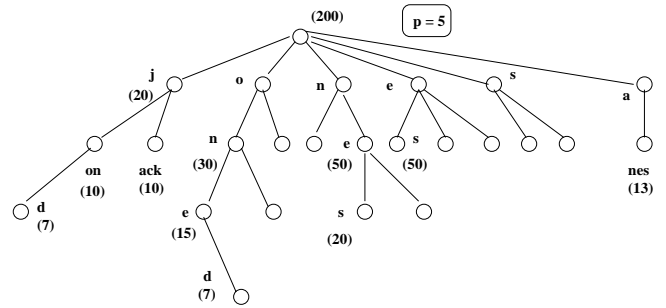 (200)
p = 5
j
o
n
e
s
a
(20)
n
e
s
on
ack
(30)
(50)
(50)
nes
(10)
(10)
(13)
d
e
s
(7)
(15)
(20)
d
(7)